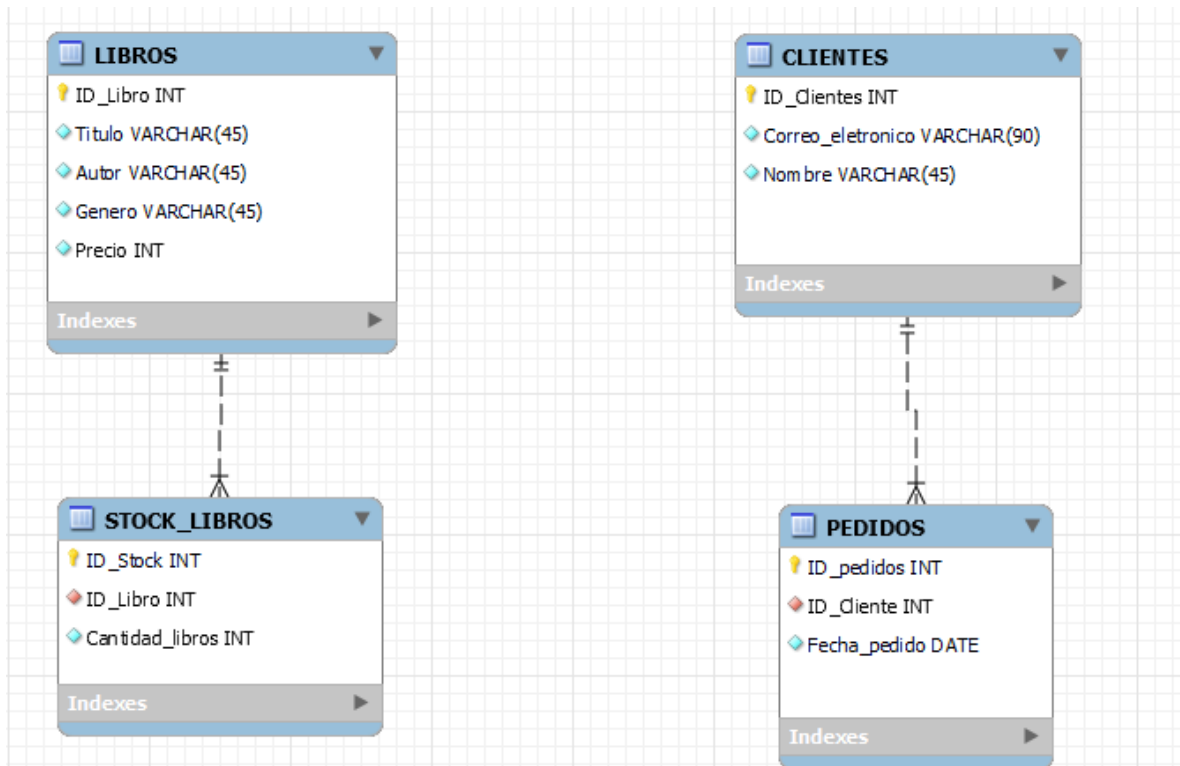 LIBROS
ID_Libro INT
Titulo VARCHAR(45)
Autor VARCHAR(45)
Genero VARCHAR(45)
Precio INT
Indexes
CLIENTES
ID_Clientes INT
Correo_eletronico VARCHAR(90)
Nombre VARCHAR(45)
Indexes
STOCK_LIBROS
ID_Stock INT
ID_Libro INT
Cantidad_libros INT
Indexes
PEDIDOS
ID_pedidos INT
ID_Cliente INT
Fecha_pedido DATE
Indexes